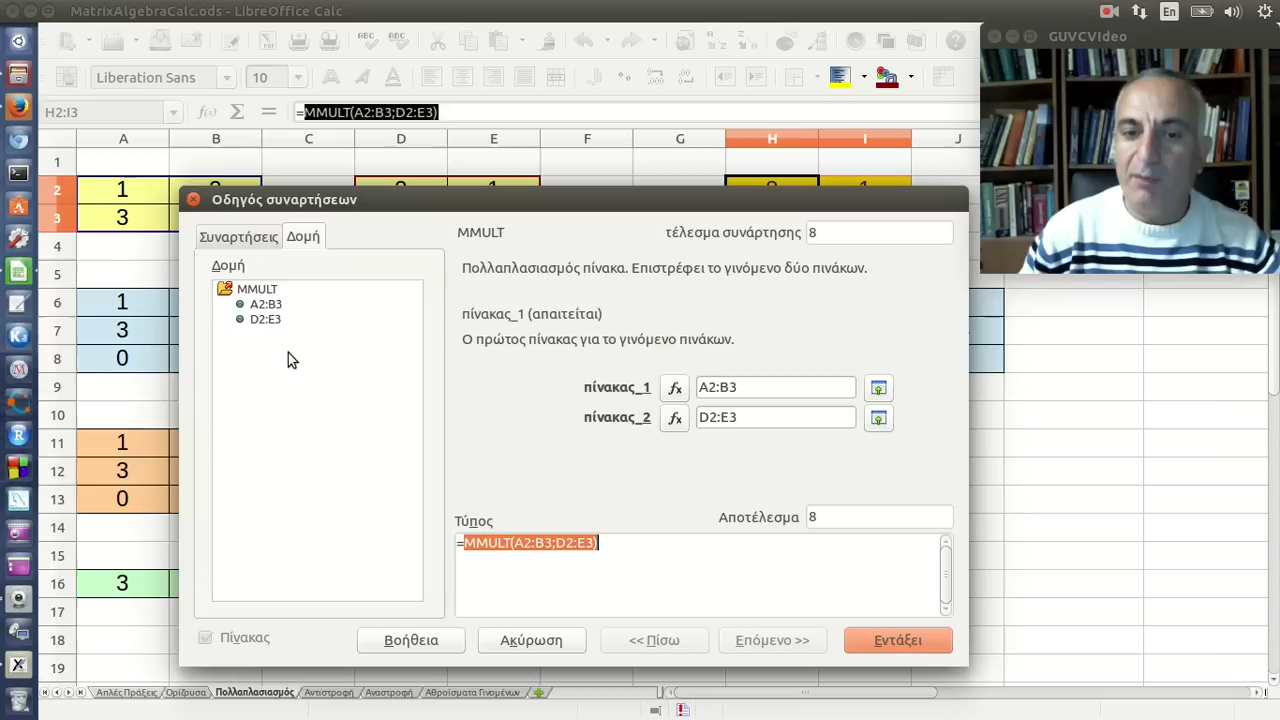 MatrixAlgebraCalc.ods - LibreOffice Calc
En
GUVCVIdeo
Liberation Sans
10
H2:I3
=MMULT(A2:B3;D2:E3)
A B C D E F G H I J
1
2 1
3 3
4
5
6 1
7 3
8 0
9
10
11 1
12 3
13 0
14
15
16 3
17
18
19
Οδηγός συναρτήσεων
Συναρτήσεις Δομή
Δομή
MMULT
A2:B3
D2:E3
MMULT
τέλεσμα συνάρτησης 8
Πολλαπλασιασμός πίνακα. Επιστρέφει το γινόμενο δύο πινάκων.
πίνακας_1 (απαιτείται)
Ο πρώτος πίνακας για το γινόμενο πινάκων.
πίνακας_1 fx A2:B3
πίνακας_2 fx D2:E3
Τύπος Αποτέλεσμα 8
=MMULT(A2:B3;D2:E3)
Πίνακας
Βοήθεια Ακύρωση << Πίσω Επόμενο >> Εντάξει
Απλές Πράξεις Ορίζουσα Πολλαπλασιασμός Αντιστροφή Αναστροφή Αθροίσματα Γινομένων